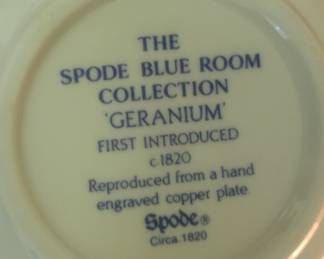 THE
SPODE BLUE ROOM
COLLECTION
'GERANIUM'
FIRST INTRODUCED
c.1820
Reproduced from a hand
engraved copper plate
Spode®
Circa 1820